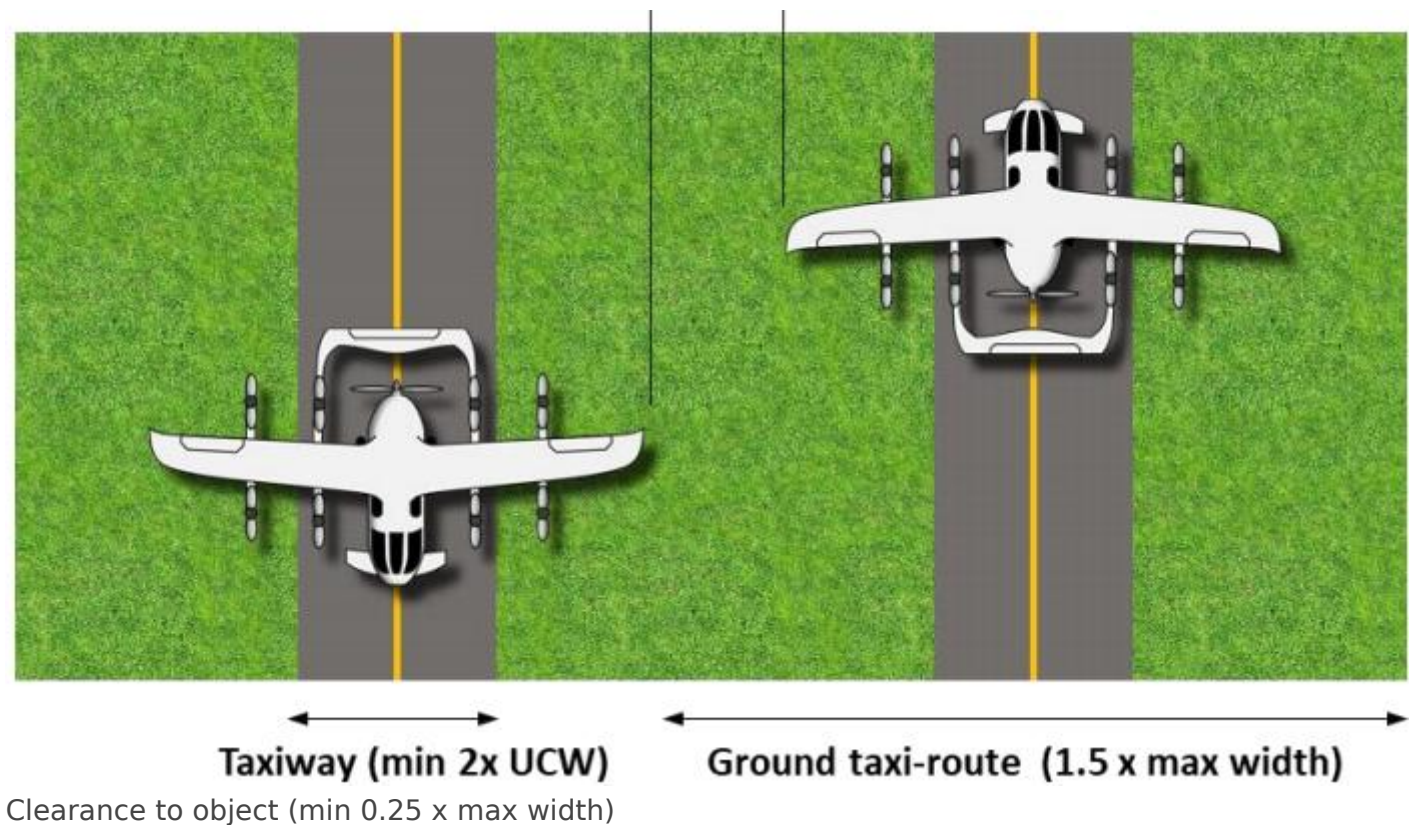 Taxiway (min 2x UCW)
Ground taxi-route (1.5 x max width)
Clearance to object (min 0.25 x max width)